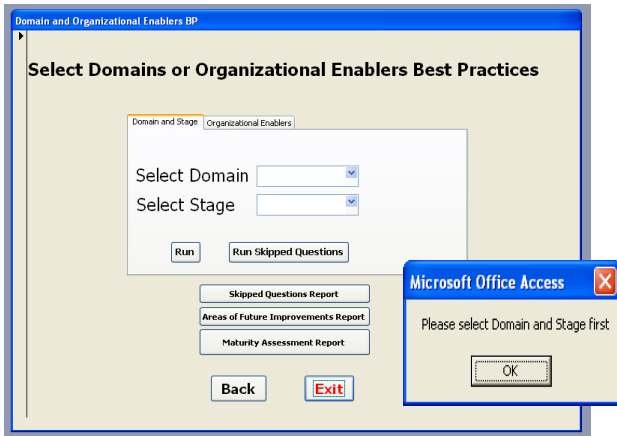 Domain and Organizational Enablers BP
Select Domains or Organizational Enablers Best Practices
Domain and Stage
Organizational Enablers
Select Domain
Select Stage
Run
Run Skipped Questions
Skipped Questions Report
Areas of Future Improvements Report
Maturity Assessment Report
Back
Exit
Microsoft Office Access
Please select Domain and Stage first
OK